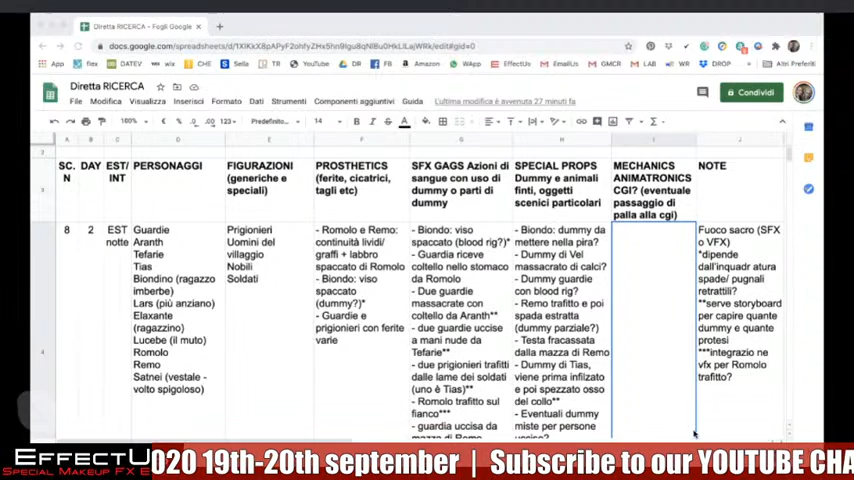 Diretta RICERCA - Fogli Google
docs.google.com/spreadsheets/d/1XIKkX8pAYF2ohfyZHx5hn9Igu8qNlBu0HkLlLajWRk/edit#gid=0
App flex DATEV WIX CHE Sella TR YouTube DR FB Amazon WApp EffectUs EmailUs GMCR LAB WR DROP Altri Preferiti
Diretta RICERCA
File Modifica Visualizza Inserisci Formato Dati Strumenti Componenti aggiuntivi Guida L'ultima modifica è avvenuta 27 minuti fa
Condividi
100% € % .0 .00 123 Predefinito... 14 B I S A
A B C D E F G H I J
2
3
SC. N
DAY
EST/ INT
PERSONAGGI
FIGURAZIONI
(generiche e
speciali)
PROSTHETICS
(ferite, cicatrici,
tagli etc)
SFX GAGS Azioni di
sangue con uso di
dummy o parti di
dummy
SPECIAL PROPS
Dummy e animali
finti, oggetti
scenici particolari
MECHANICS
ANIMATRONICS
CGI? (eventuale
passaggio di
palla alla cgi)
NOTE
4
8
2
EST
notte
Guardie
Aranth
Tefarie
Tias
Biondino (ragazzo
imberbe)
Lars (più anziano)
Elaxante
(ragazzino)
Lucebe (il muto)
Romolo
Remo
Satnei (vestale -
volto spigoloso)
Prigionieri
Uomini del
villaggio
Nobili
Soldati
- Romolo e Remo:
continuità lividi/
graffi + labbro
spaccato di Romolo
- Biondo: viso
spaccato
(dummy?)*
- Guardie e
prigionieri con ferite
varie
- Biondo: viso
spaccato (blood rig?)*
- Guardia riceve
coltello nello stomaco
da Romolo
- Due guardie
massacrate con
coltello da Aranth**
- due guardie uccise
a mani nude da
Tefarie**
- due prigionieri trafitti
dalle lame dei soldati
(uno è Tias)**
- Romolo trafitto sul
fianco***
- guardia uccisa da
mazza di Remo
- Biondo: dummy da
mettere nella pira?
- Dummy di Vel
massacrato di calci?
- Dummy guardie
con blood rig?
- Remo trafitto e poi
spada estratta
(dummy parziale?)
- Testa fracassata
dalla mazza di Remo
- Dummy di Tias,
viene prima infilzato
e poi spezzato osso
del collo**
- Eventuali dummy
miste per persone
uccise?
Fuoco sacro (SFX
o VFX)
*dipende
dall'inquadr atura
spade/ pugnali
retrattili?
**serve storyboard
per capire quante
dummy e quante
protesi
***integrazio ne
vfx per Romolo
trafitto?
EFFECTU
SPECIAL MAKEUP FX E
020 19th-20th september | Subscribe to our YOUTUBE CHA